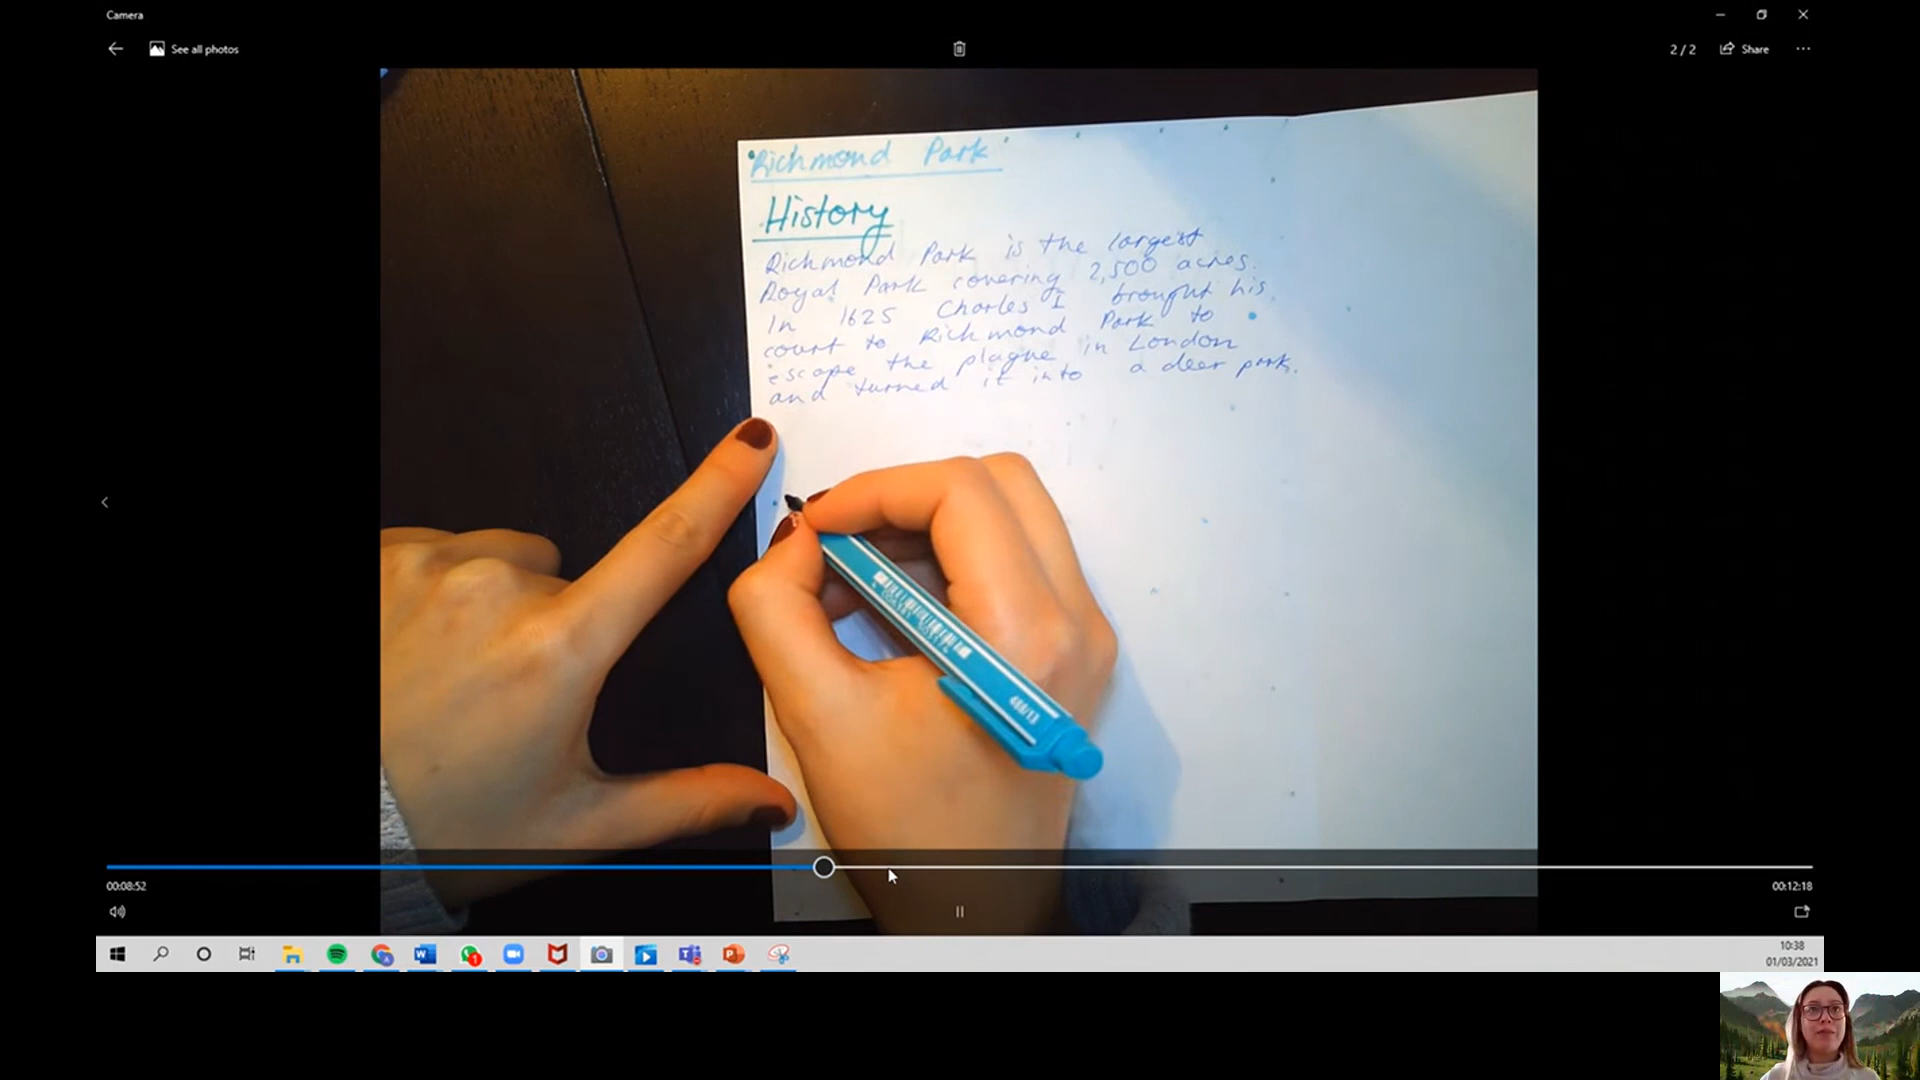 Camera
See all photos
2 / 2
Share
Richmond Park
History
Richmond Park is the largest
Royal Park covering 2,500 acres.
In 1625 Charles I brought his
court to Richmond Park to
escape the plague in London
and turned it into a deer park.
488/13
00:08:52
00:12:18
10:38
01/03/2021